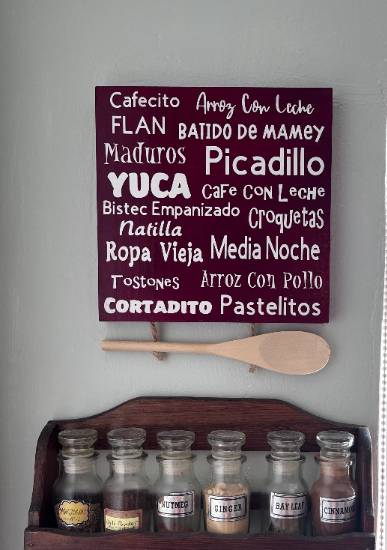 Cafecito Arroz Con Leche
FLAN BATIDO DE MAMEY
Maduros Picadillo
YUCA CaFe CoN LecHe
Bistec Empanizado Croquetas
Natilla
Ropa Vieja Media Noche
Tostones Arroz Con Pollo
CORTADITO Pastelitos
NUTMEG GINGER BAY LEAF CINNAMON